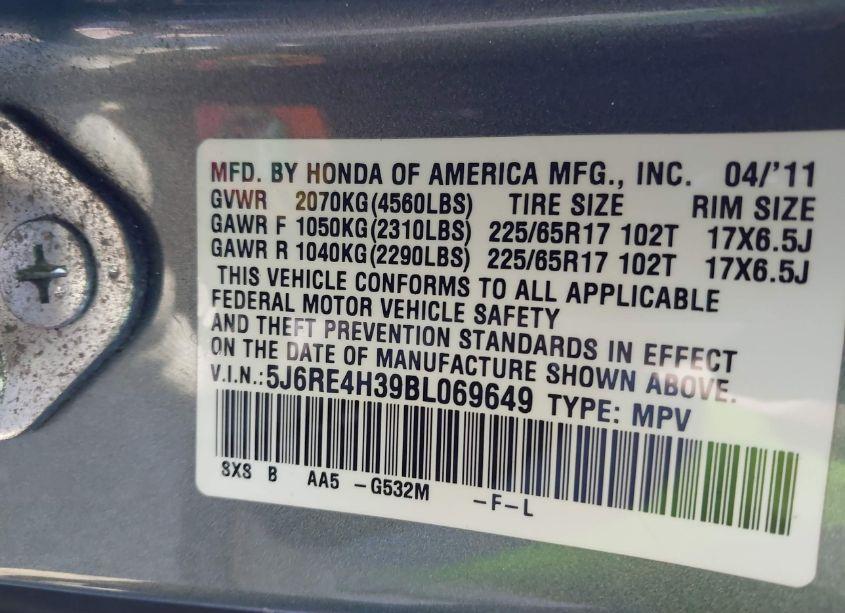 MFD. BY HONDA OF AMERICA MFG., INC. 04/'11
GVWR 2070KG(4560LBS) TIRE SIZE RIM SIZE
GAWR F 1050KG(2310LBS) 225/65R17 102T 17X6.5J
GAWR R 1040KG(2290LBS) 225/65R17 102T 17X6.5J
THIS VEHICLE CONFORMS TO ALL APPLICABLE
FEDERAL MOTOR VEHICLE SAFETY
AND THEFT PREVENTION STANDARDS IN EFFECT
ON THE DATE OF MANUFACTURE SHOWN ABOVE.
V.I.N.: 5J6RE4H39BL069649 TYPE: MPV
SXS B AA5 -G532M -F-L